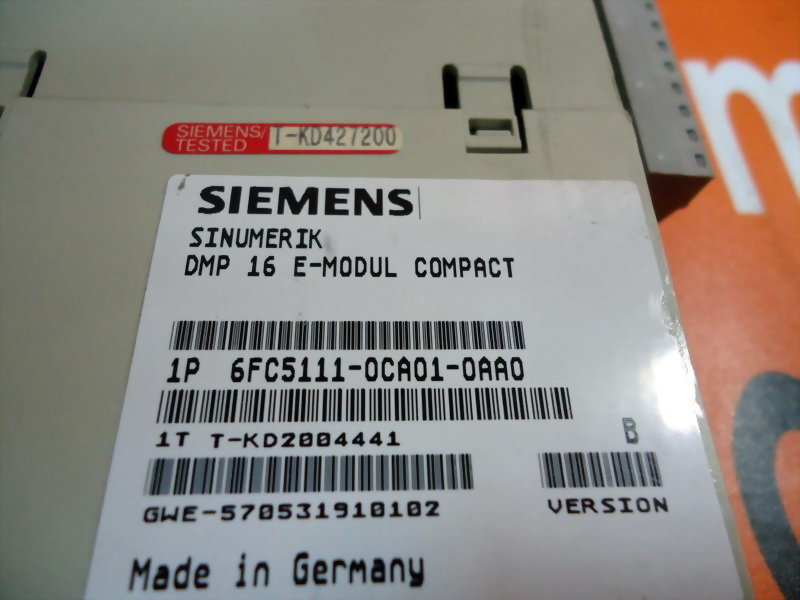 SIEMENS/ T-KD427200
TESTED
SIEMENS
SINUMERIK
DMP 16 E-MODUL COMPACT
1P 6FC5111-0CA01-0AA0
1T T-KD2004441
B
GWE-570531910102 VERSION
Made in Germany